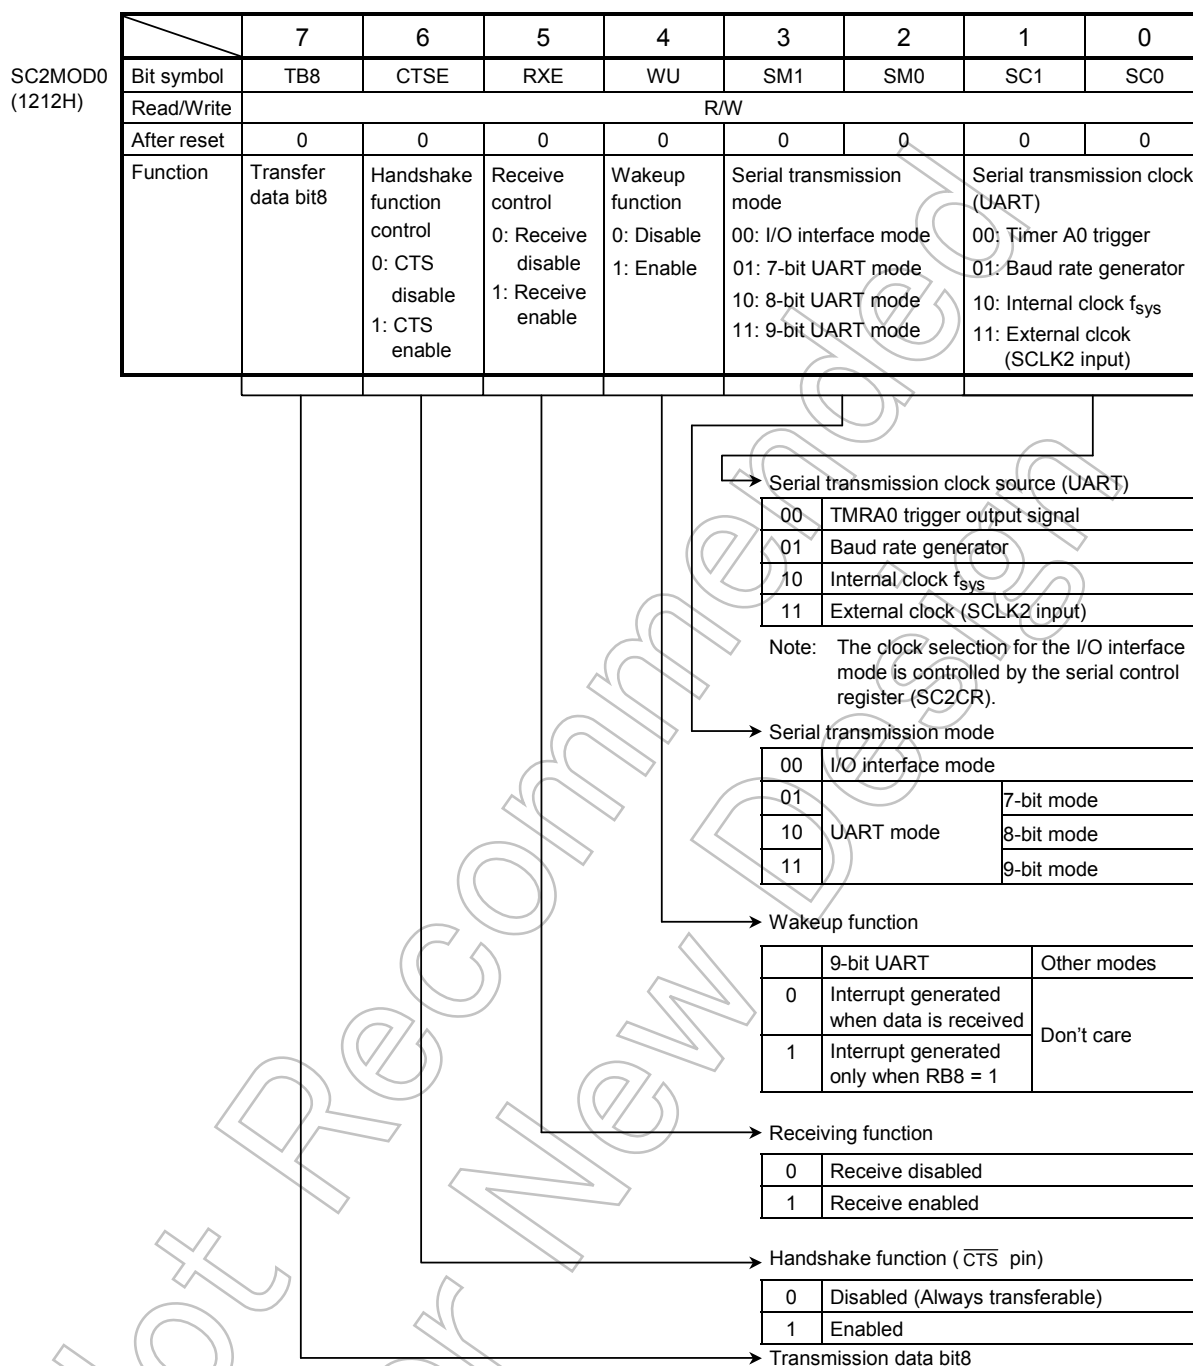 7 6 5 4 3 2 1 0
SC2MOD0 Bit symbol TB8 CTSE RXE WU SM1 SM0 SC1 SC0
(1212H) Read/Write R/W
After reset 0 0 0 0 0 0 0 0
Function Transfer Handshake Receive Wakeup Serial transmission Serial transmission clock
data bit8 function control function mode (UART)
control 0: Receive 0: Disable 00: I/O interface mode 00: Timer A0 trigger
0: CTS disable 1: Enable 01: 7-bit UART mode 01: Baud rate generator
disable 1: Receive 10: 8-bit UART mode 10: Internal clock fsys
1: CTS enable 11: 9-bit UART mode 11: External clcok
enable (SCLK2 input)
Serial transmission clock source (UART)
00 TMRA0 trigger output signal
01 Baud rate generator
10 Internal clock fsys
11 External clock (SCLK2 input)
Note: The clock selection for the I/O interface
mode is controlled by the serial control
register (SC2CR).
Serial transmission mode
00 I/O interface mode
01 7-bit mode
10 UART mode 8-bit mode
11 9-bit mode
Wakeup function
9-bit UART Other modes
0 Interrupt generated
when data is received
Don't care
1 Interrupt generated
only when RB8 = 1
Receiving function
0 Receive disabled
1 Receive enabled
Handshake function ( CTS pin)
0 Disabled (Always transferable)
1 Enabled
Transmission data bit8
Not Recommended
for New Design